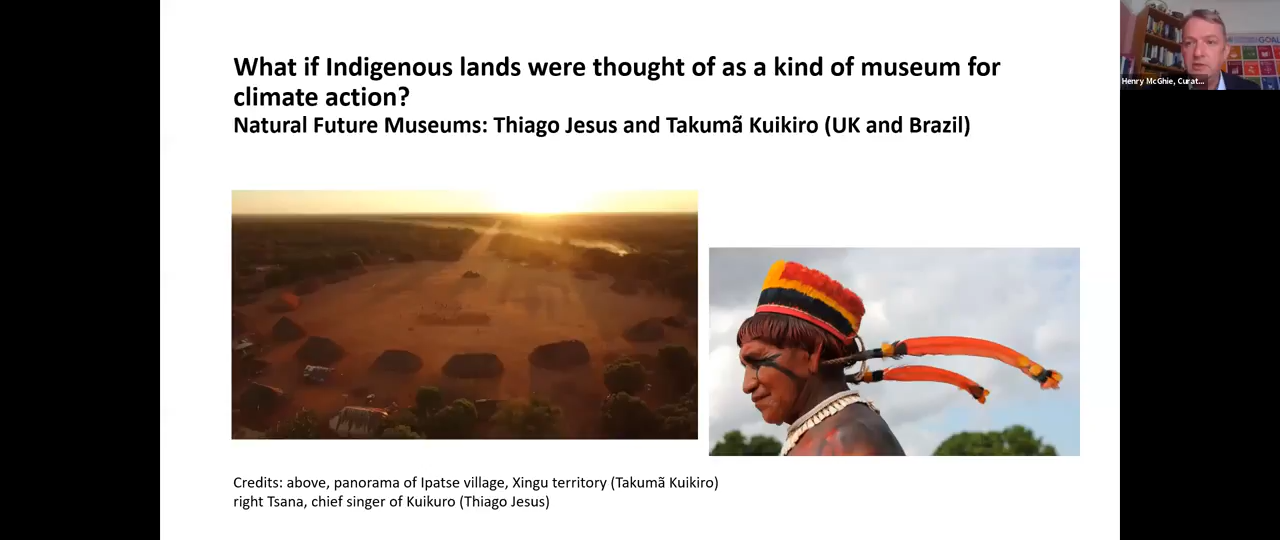 What if Indigenous lands were thought of as a kind of museum for
climate action?
Natural Future Museums: Thiago Jesus and Takumã Kuikiro (UK and Brazil)
Henry McGhie, Curat...
GOAL
Credits: above, panorama of Ipatse village, Xingu territory (Takumã Kuikiro)
right Tsana, chief singer of Kuikuro (Thiago Jesus)